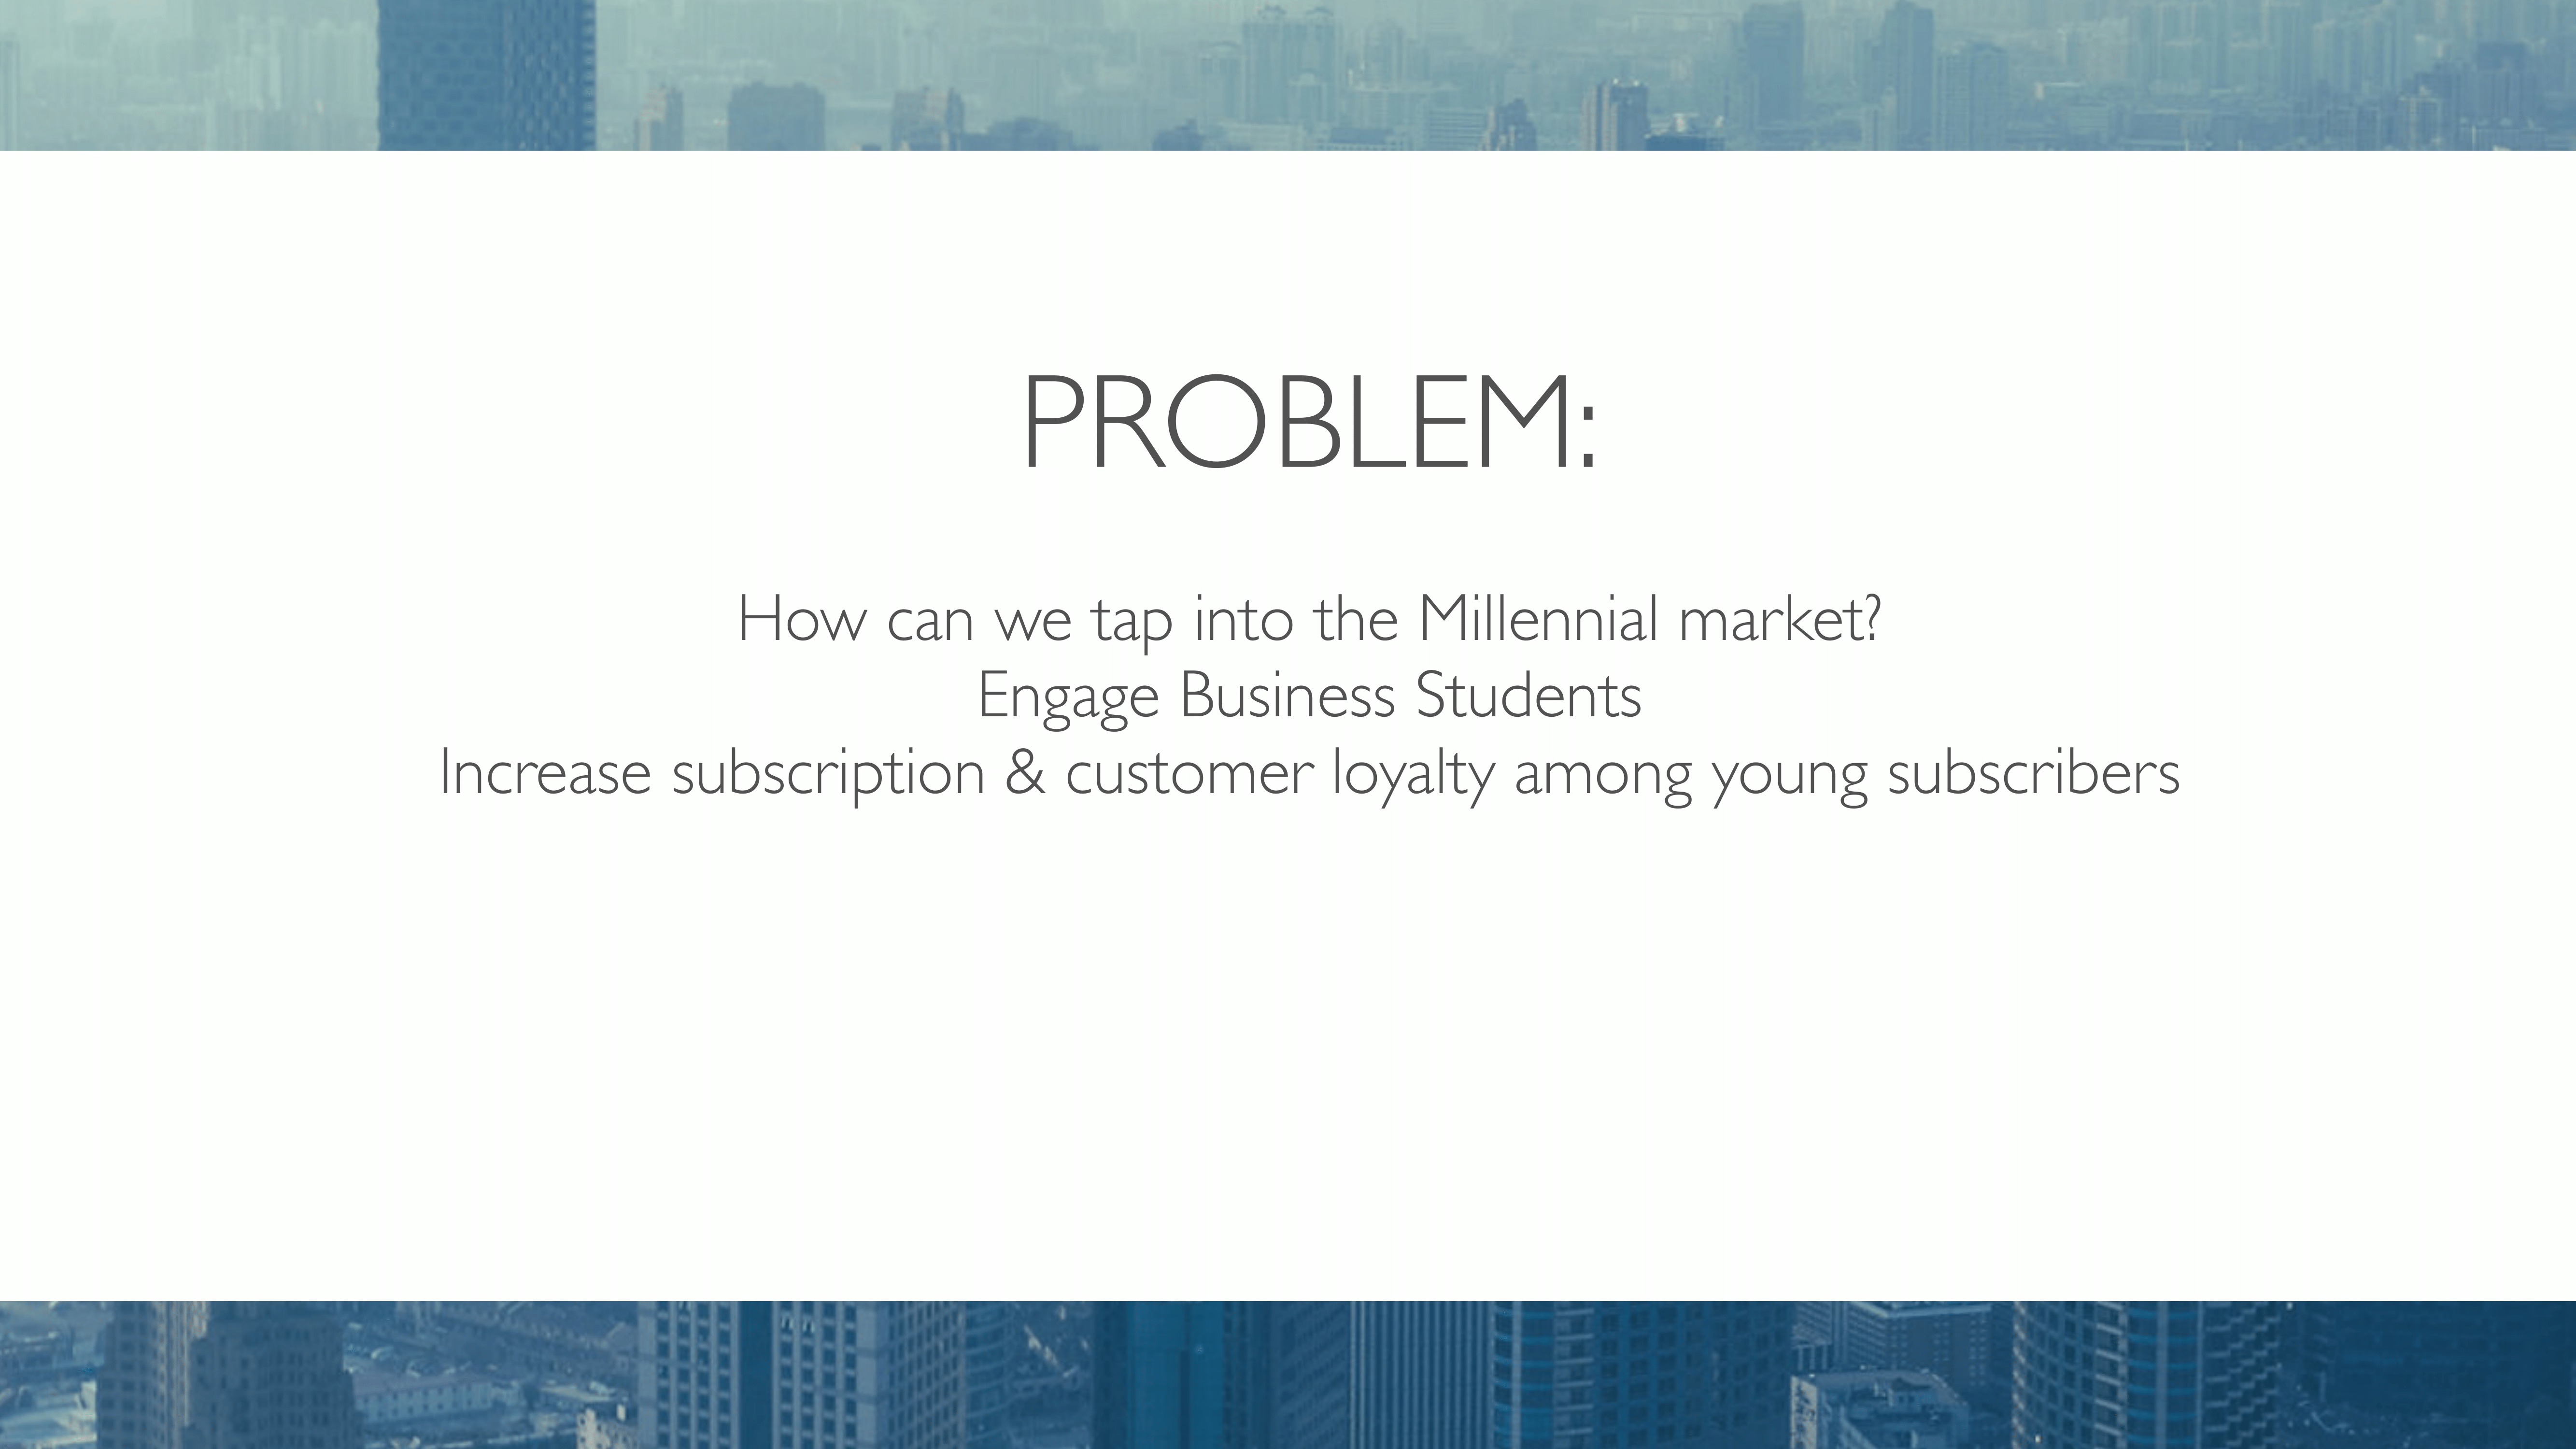 PROBLEM:
How can we tap into the Millennial market?
Engage Business Students
Increase subscription & customer loyalty among young subscribers